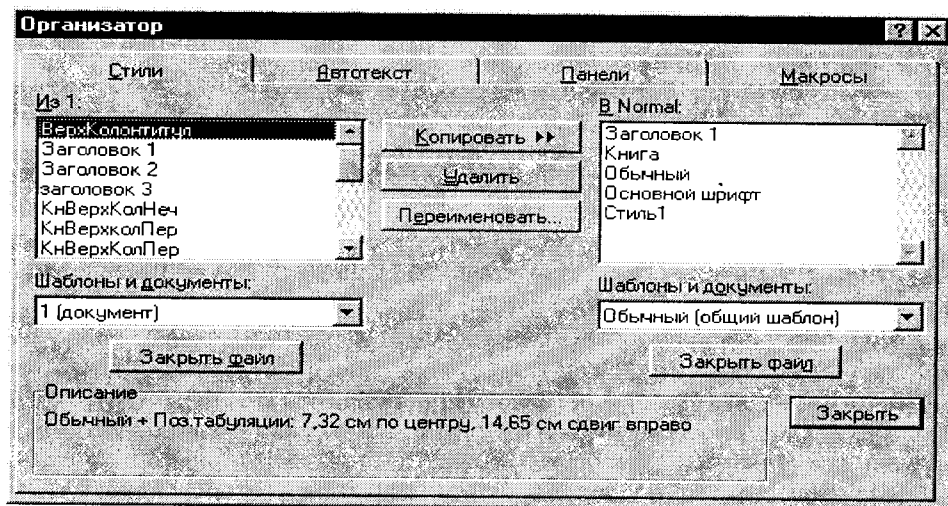 Организатор
Стили
Автотекст
Панели
Макросы
Из 1:
ВерхКолонтитул
Заголовок 1
Заголовок 2
заголовок 3
КнВерхКолНеч
КнВерхколПер
КнВерхКолПер
Копировать
Удалить
Переименовать...
В Normal:
Заголовок 1
Книга
Обычный
Основной шрифт
Стиль1
Шаблоны и документы:
1 (документ)
Закрыть файл
Шаблоны и документы:
Обычный (общий шаблон)
Закрыть файл
Описание
Обычный + Поз.табуляции: 7,32 см по центру, 14,65 см сдвиг вправо
Закрыть